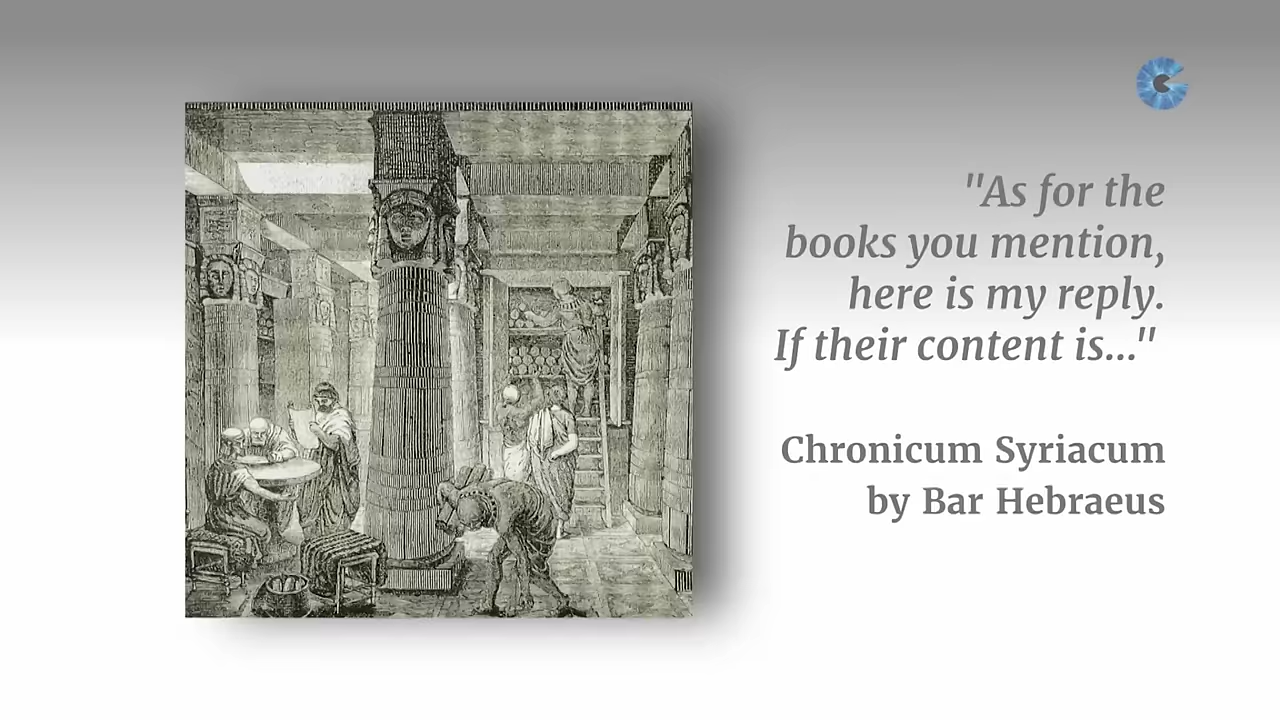 "As for the
books you mention,
here is my reply.
If their content is..."
Chronicum Syriacum
by Bar Hebraeus